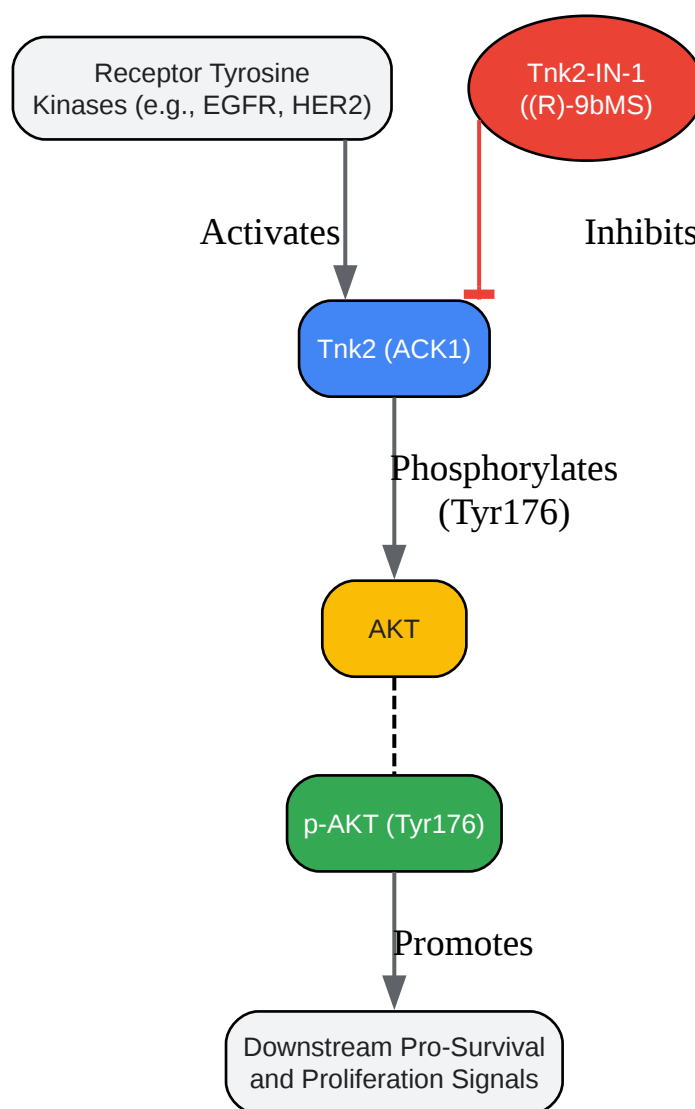 Receptor Tyrosine
Kinases (e.g., EGFR, HER2)
Tnk2-IN-1
((R)-9bMS)
Activates
Inhibits
Tnk2 (ACK1)
Phosphorylates
(Tyr176)
AKT
p-AKT (Tyr176)
Promotes
Downstream Pro-Survival
and Proliferation Signals